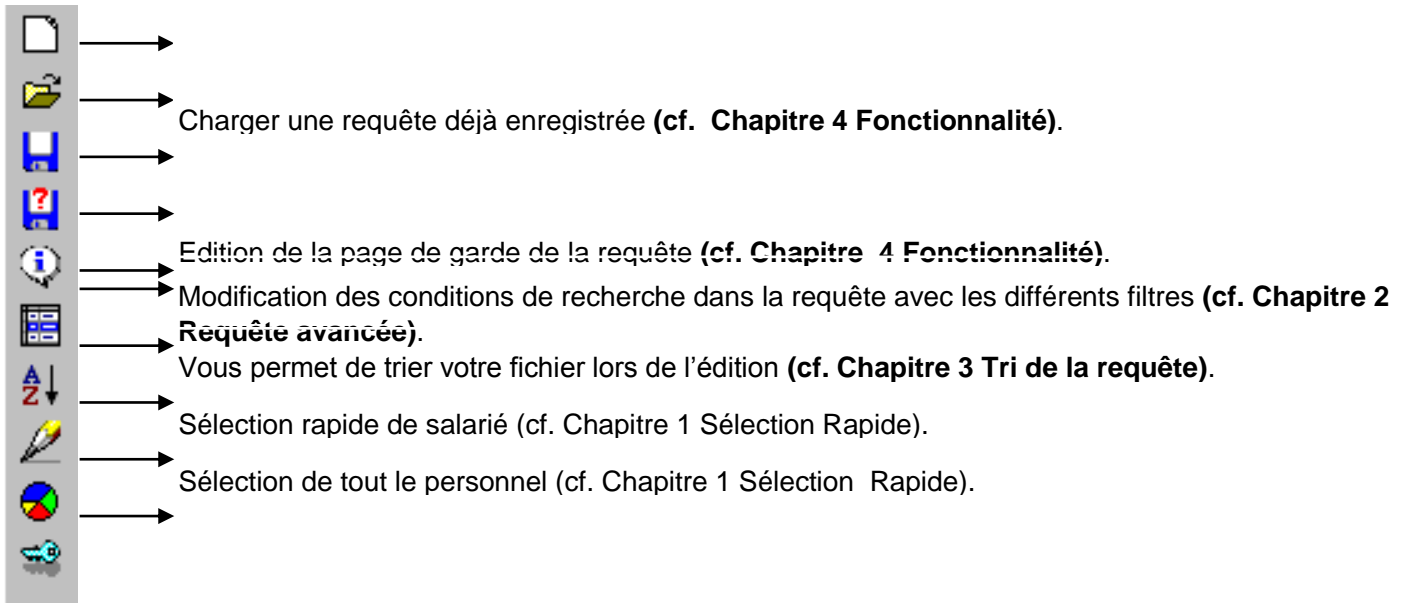 Charger une requête déjà enregistrée (cf. Chapitre 4 Fonctionnalité).
Edition de la page de garde de la requête (cf. Chapitre 4 Fonctionnalité).
Modification des conditions de recherche dans la requête avec les différents filtres (cf. Chapitre 2
Requête avancée).
Vous permet de trier votre fichier lors de l'édition (cf. Chapitre 3 Tri de la requête).
Sélection rapide de salarié (cf. Chapitre 1 Sélection Rapide).
Sélection de tout le personnel (cf. Chapitre 1 Sélection Rapide).